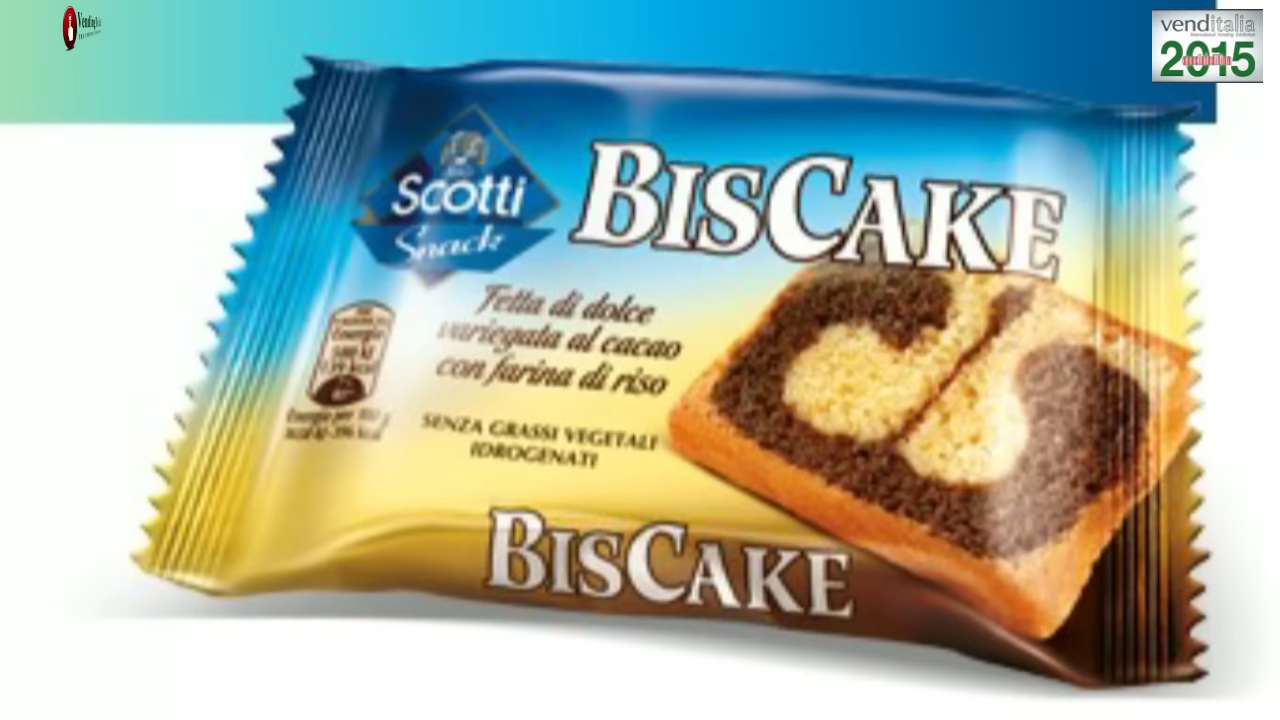 venditalia
2015
Scotti
Snack
BISCAKE
Fetta di dolce
variegata al cacao
con farina di riso
SENZA GRASSI VEGETALI
IDROGENATI
Energia
BISCAKE